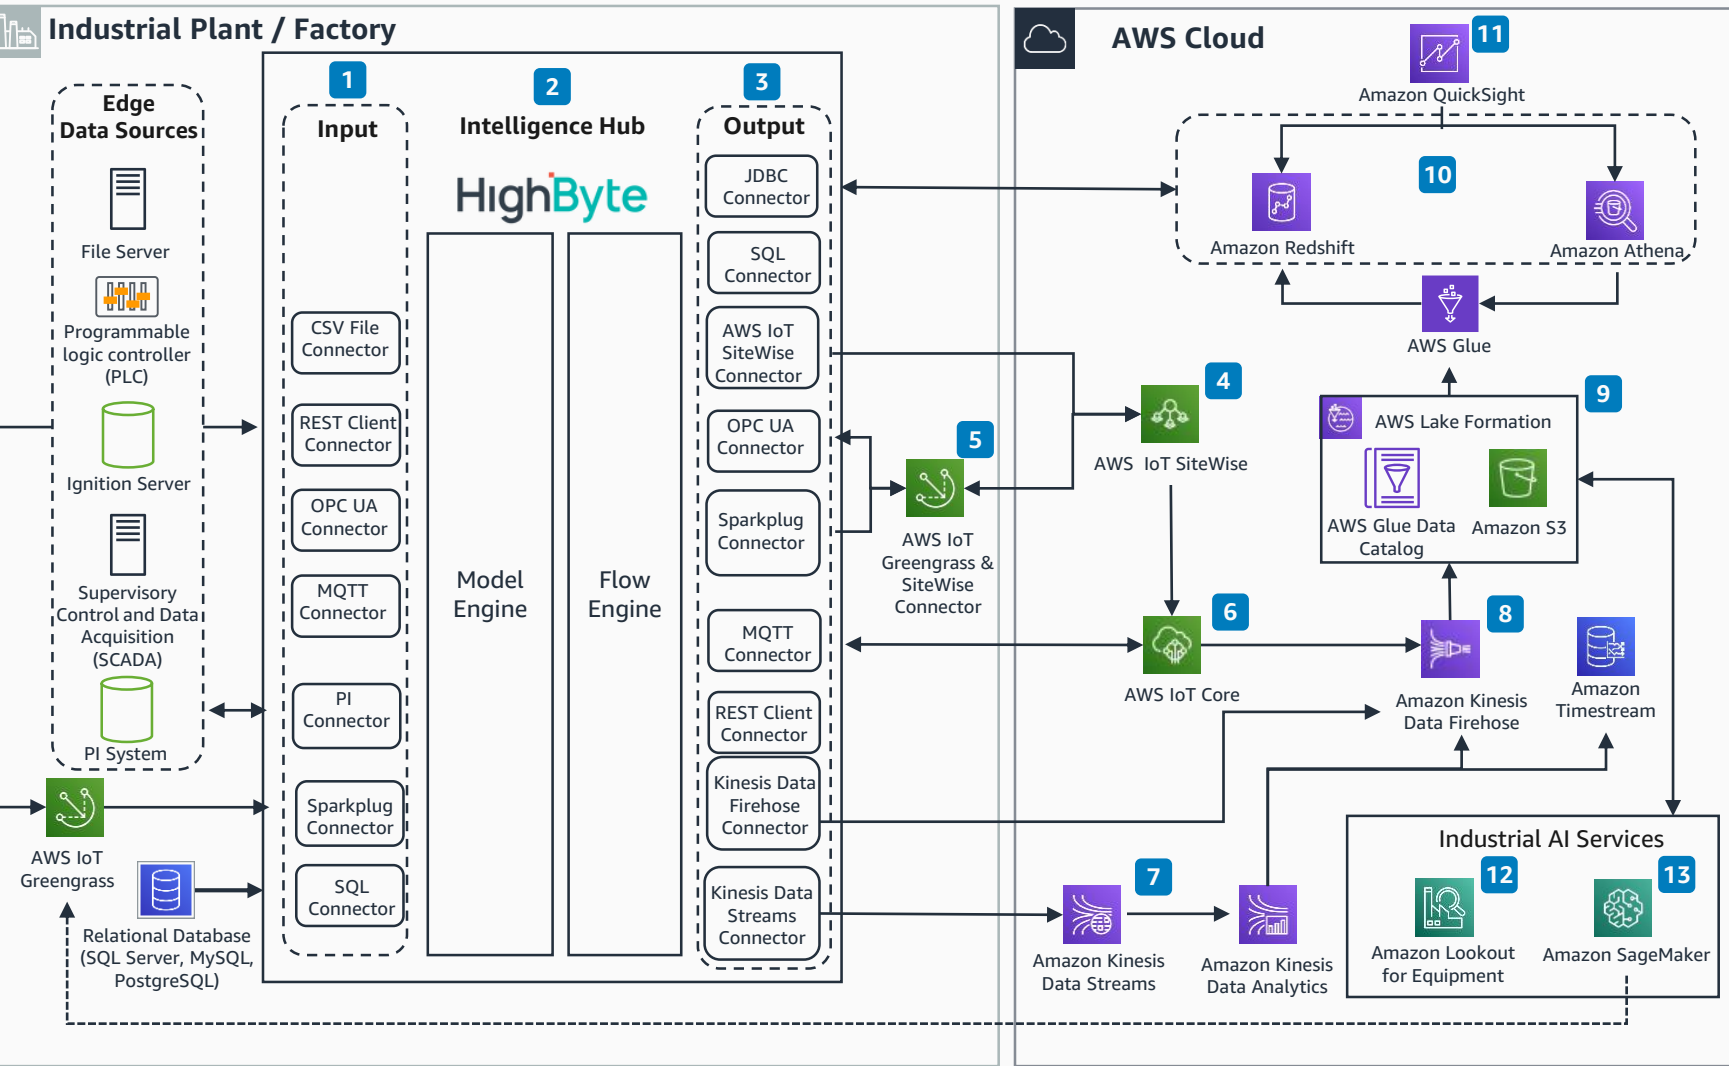 Industrial Plant / Factory
Edge
Data Sources
File Server
Programmable
logic controller
(PLC)
Ignition Server
Supervisory
Control and Data
Acquisition
(SCADA)
PI System
AWS IoT
Greengrass
Relational Database
(SQL Server, MySQL,
PostgreSQL)
1
Input
CSV File
Connector
REST Client
Connector
OPC UA
Connector
MQTT
Connector
PI
Connector
Sparkplug
Connector
SQL
Connector
2
Intelligence Hub
HighByte
Model
Engine
Flow
Engine
3
Output
JDBC
Connector
SQL
Connector
AWS IoT
SiteWise
Connector
OPC UA
Connector
Sparkplug
Connector
MQTT
Connector
REST Client
Connector
Kinesis Data
Firehose
Connector
Kinesis Data
Streams
Connector
5
AWS IoT
Greengrass &
SiteWise
Connector
AWS Cloud
11
Amazon QuickSight
10
Amazon Redshift
Amazon Athena
AWS Glue
4
AWS IoT SiteWise
9
AWS Lake Formation
AWS Glue Data
Catalog
Amazon S3
6
AWS IoT Core
8
Amazon Kinesis
Data Firehose
Amazon
Timestream
7
Amazon Kinesis
Data Streams
Amazon Kinesis
Data Analytics
Industrial AI Services
12
Amazon Lookout
for Equipment
13
Amazon SageMaker